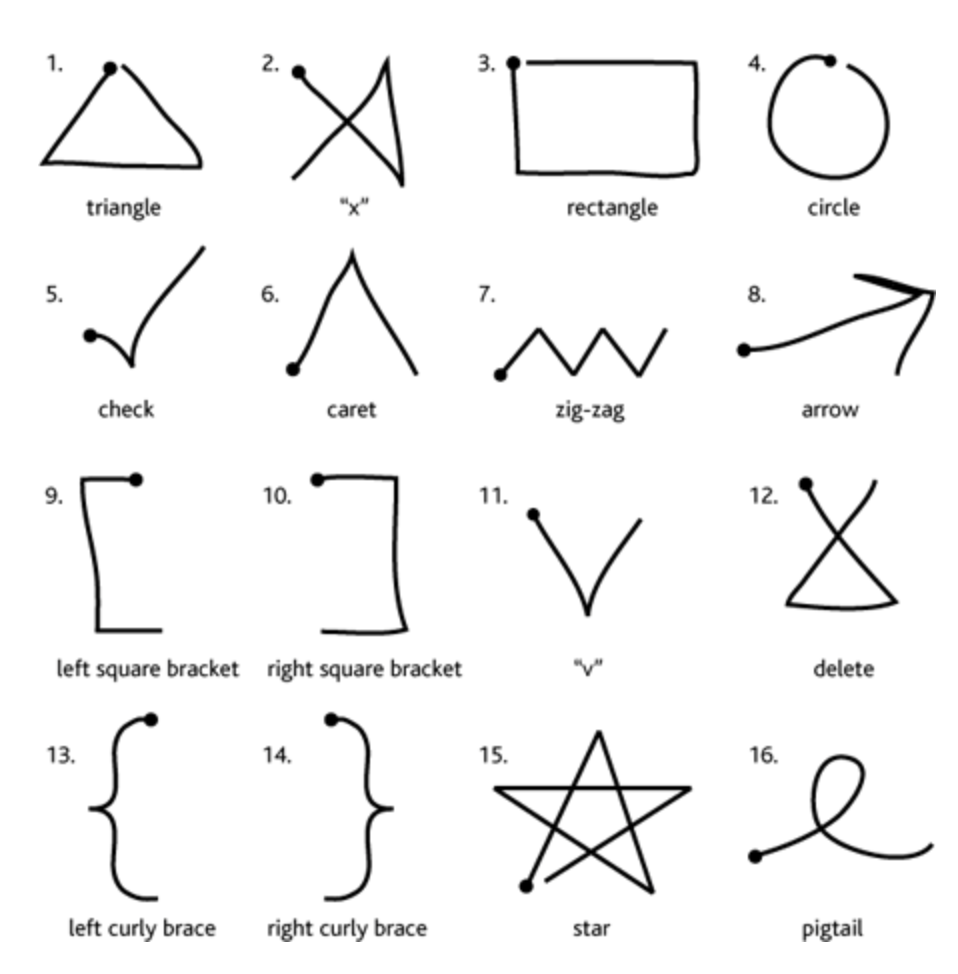 1. 2. 3. 4.
triangle “x” rectangle circle
5. 6. 7. 8.
check caret zig-zag arrow
9. 10. 11. 12.
left square bracket right square bracket “v” delete
13. 14. 15. 16.
left curly brace right curly brace star pigtail